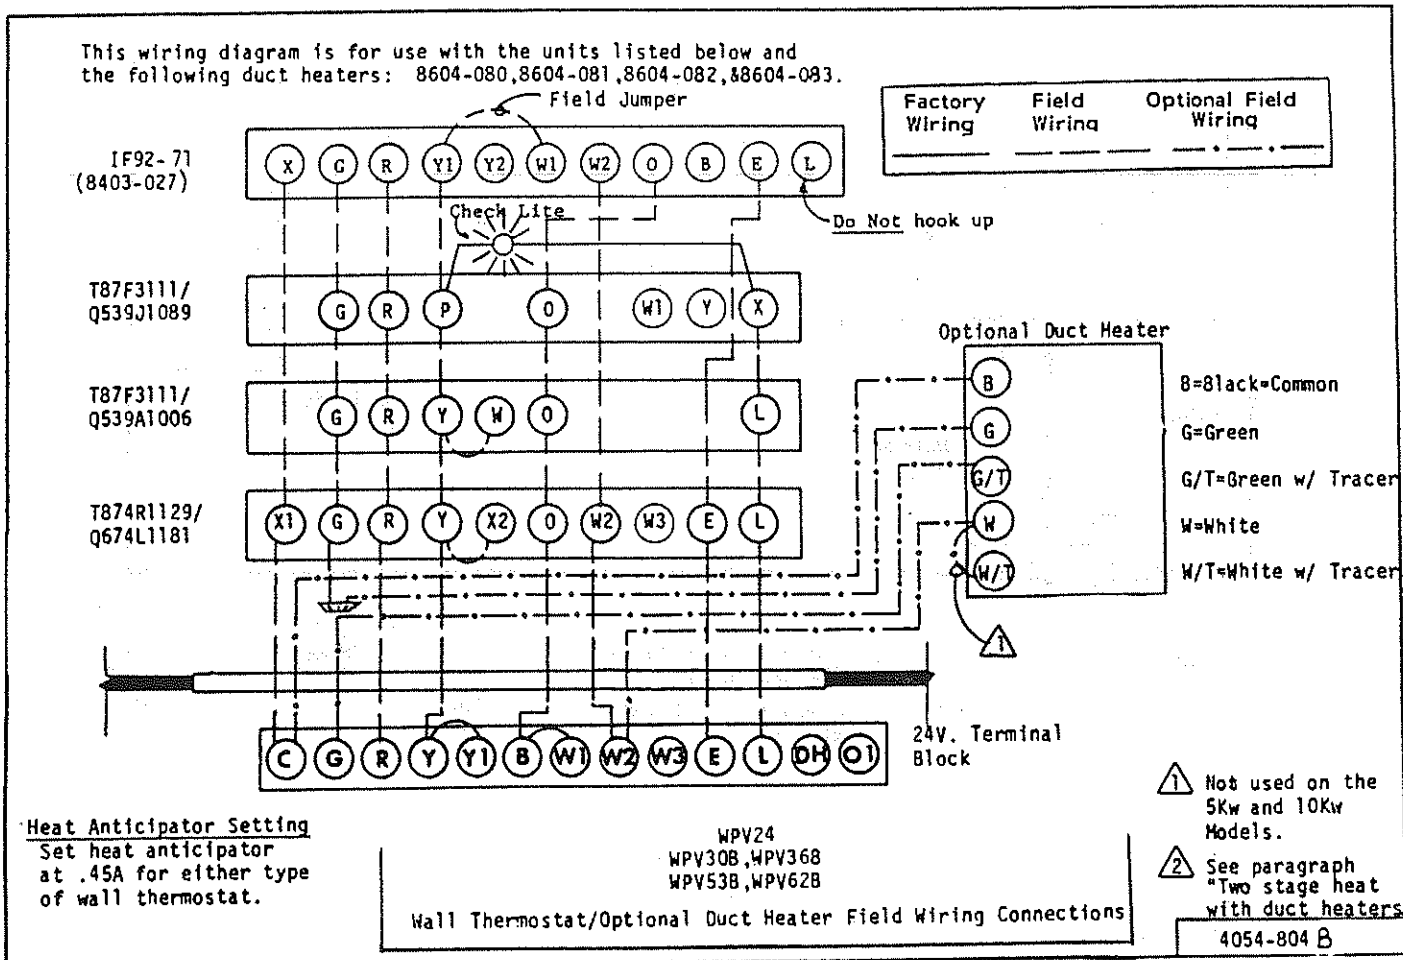 This wiring diagram is for use with the units listed below and
the following duct heaters: 8604-080,8604-081,8604-082,&8604-083.
Field Jumper
Factory Wiring
Field Wiring
Optional Field Wiring
IF92-71
(8403-027)
X G R Y1 Y2 W1 W2 O B E L
Check Lite
Do Not hook up
T87F3111/
Q539J1089
G R P O W1 Y X
T87F3111/
Q539A1006
G R Y W O L
T874R1129/
Q674L1181
X1 G R Y X2 O W2 W3 E L
Optional Duct Heater
B
G
G/T
W
W/T
B=Black=Common
G=Green
G/T=Green w/ Tracer
W=White
W/T=White w/ Tracer
1
C G R Y Y1 B W1 W2 W3 E L DH O1
24V. Terminal
Block
Heat Anticipator Setting
Set heat anticipator
at .45A for either type
of wall thermostat.
WPV24
WPV30B,WPV36B
WPV53B,WPV62B
Wall Thermostat/Optional Duct Heater Field Wiring Connections
1 Not used on the
5Kw and 10Kw
Models.
2 See paragraph
"Two stage heat
with duct heaters
4054-804 B